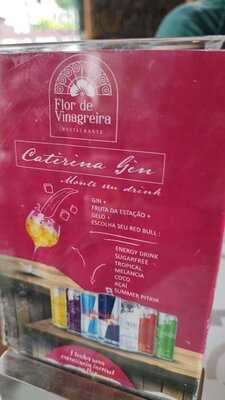 Flor de
Vinagreira
RESTAURANTE
Caterina Gin
Monte seu drink
GIN +
FRUTA DA ESTAÇÃO +
GELO +
ESCOLHA SEU RED BULL :
ENERGY DRINK
SUGARFREE
TROPICAL
MELANCIA
COCO
AÇAÍ
SUMMER PITAYA